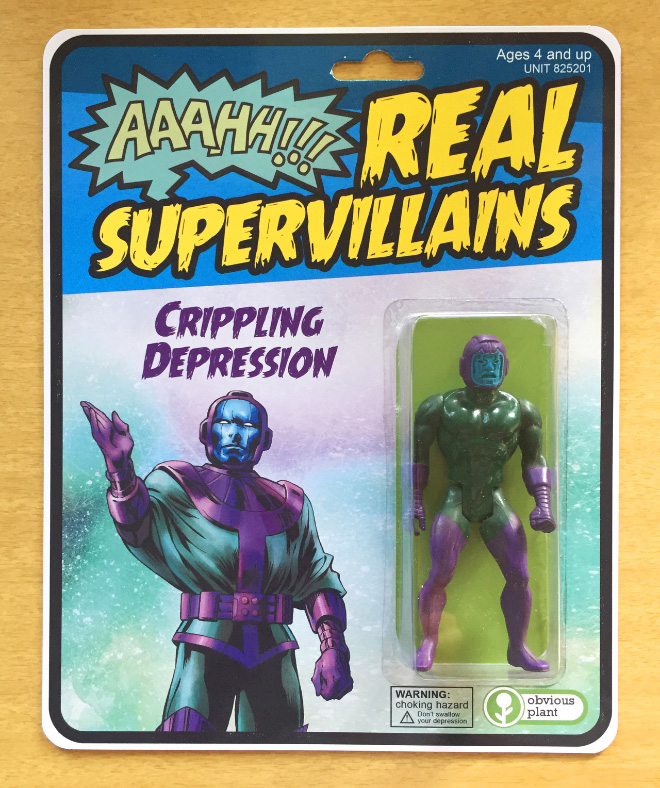 Ages 4 and up
UNIT 825201
AAAHH!!! REAL
SUPERVILLAINS
CRIPPLING
DEPRESSION
WARNING:
choking hazard
Don't swallow
your depression
obvious
plant